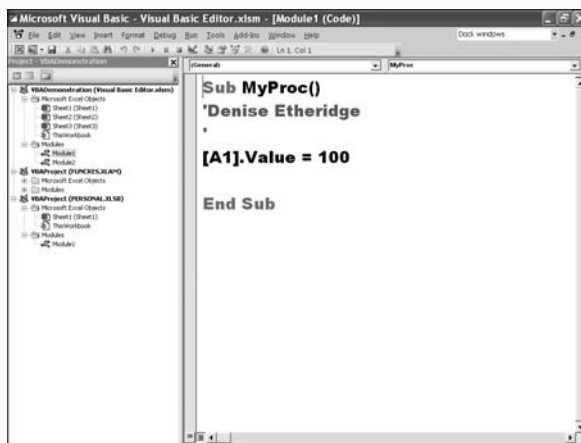 Microsoft Visual Basic - Visual Basic Editor.xlsm - [Module1 (Code)]
File Edit View Insert Format Debug Run Tools Add-Ins Window Help
Dock windows
Ln 1, Col 1
Project - VBADemonstration
(General)
MyProc
VBADemonstration (Visual Basic Editor.xlsm)
Microsoft Excel Objects
Sheet1 (Sheet1)
Sheet2 (Sheet2)
Sheet3 (Sheet3)
ThisWorkbook
Modules
Module1
Module2
VBAProject (FUNCRES.XLAM)
Microsoft Excel Objects
Modules
VBAProject (PERSONAL.XLSB)
Microsoft Excel Objects
Sheet1 (Sheet1)
ThisWorkbook
Modules
Module1
Sub MyProc()
'Denise Etheridge
'
[A1].Value = 100
End Sub